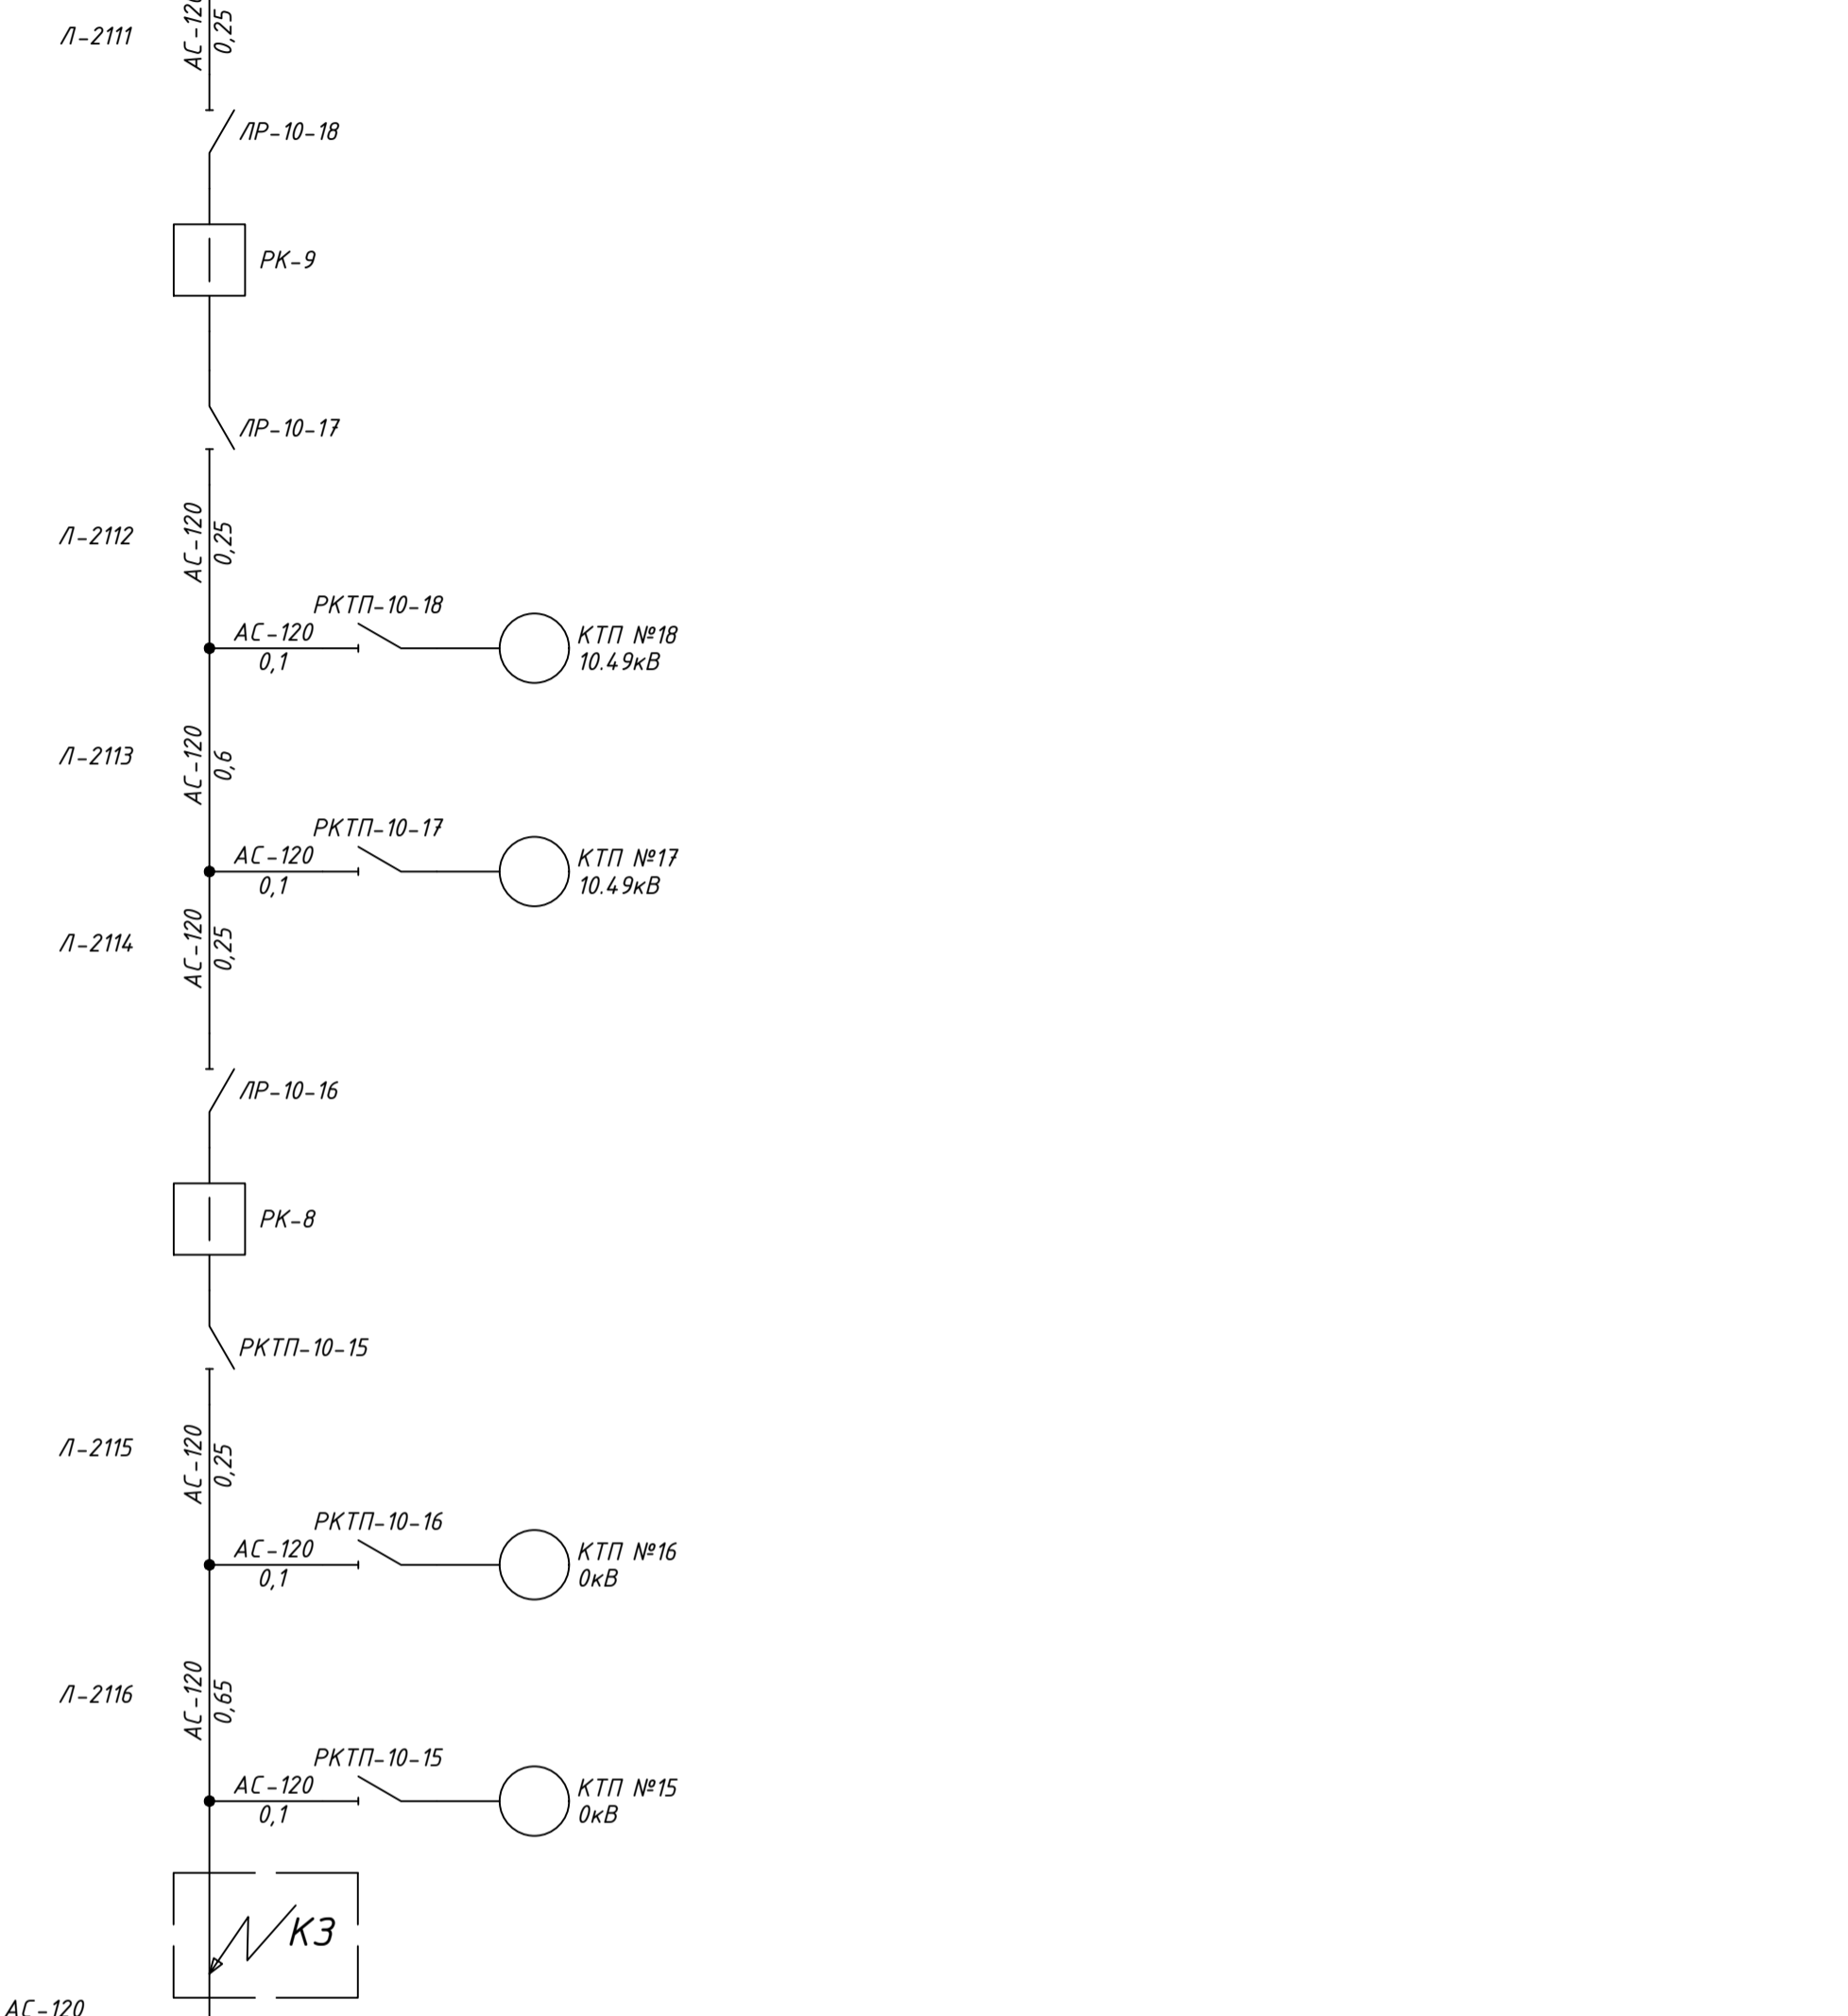 Л-2111
АС-120
0,25
ЛР-10-18
РК-9
ЛР-10-17
Л-2112
АС-120
0,25
РКТП-10-18
АС-120
0,1
КТП №18
10.49кВ
Л-2113
АС-120
0,6
РКТП-10-17
АС-120
0,1
КТП №17
10.49кВ
Л-2114
АС-120
0,25
ЛР-10-16
РК-8
РКТП-10-15
Л-2115
АС-120
0,25
РКТП-10-16
АС-120
0,1
КТП №16
0кВ
Л-2116
АС-120
0,65
РКТП-10-15
АС-120
0,1
КТП №15
0кВ
КЗ
АС-120